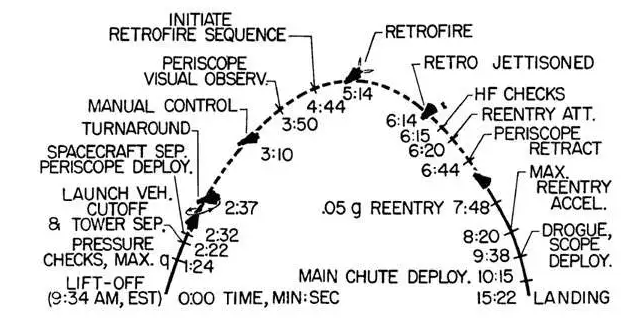 INITIATE
RETROFIRE SEQUENCE
RETROFIRE
PERISCOPE
VISUAL OBSERV.
5:14
RETRO JETTISONED
4:44
HF CHECKS
MANUAL CONTROL
3:50
6:14
REENTRY ATT.
TURNAROUND
6:15
PERISCOPE
RETRACT
3:10
6:20
SPACECRAFT SEP.
PERISCOPE DEPLOY.
6:44
MAX.
REENTRY
ACCEL.
LAUNCH VEH.
CUTOFF
& TOWER SEP.
2:37
.05 g REENTRY 7:48
2:32
8:20
DROGUE,
SCOPE
DEPLOY.
PRESSURE
CHECKS, MAX. q
2:22
1:24
9:38
MAIN CHUTE DEPLOY. 10:15
LIFT-OFF
(9:34 AM, EST)
0:00 TIME, MIN:SEC
15:22 LANDING